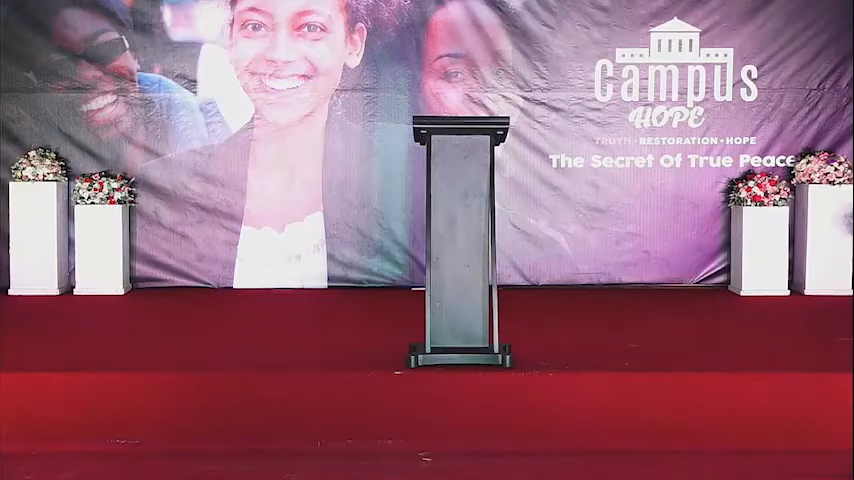 Campus
HOPE
TRUTH • RESTORATION • HOPE
The Secret Of True Peace